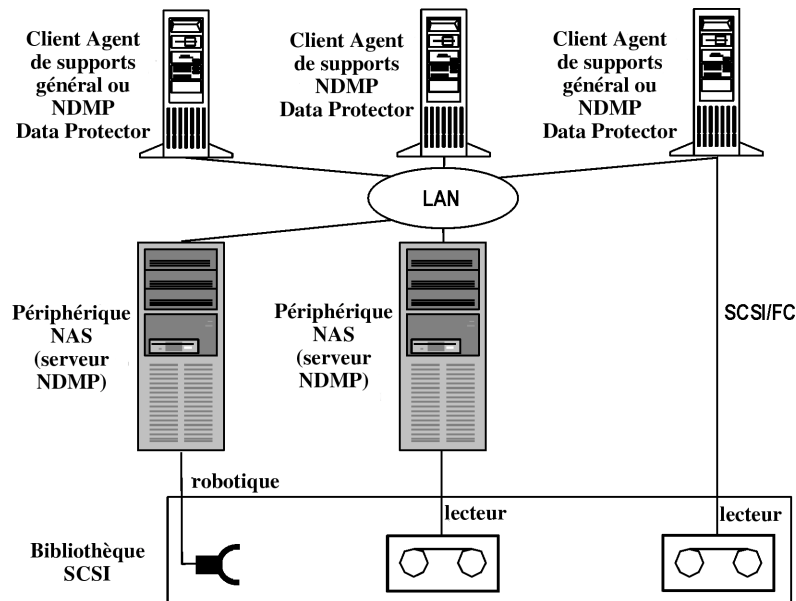 Client Agent
de supports
général ou
NDMP
Data Protector
Client Agent
de supports
NDMP
Data Protector
Client Agent
de supports
général ou
NDMP
Data Protector
LAN
Périphérique
NAS
(serveur
NDMP)
Périphérique
NAS
(serveur
NDMP)
SCSI/FC
robotique
lecteur
lecteur
Bibliothèque
SCSI